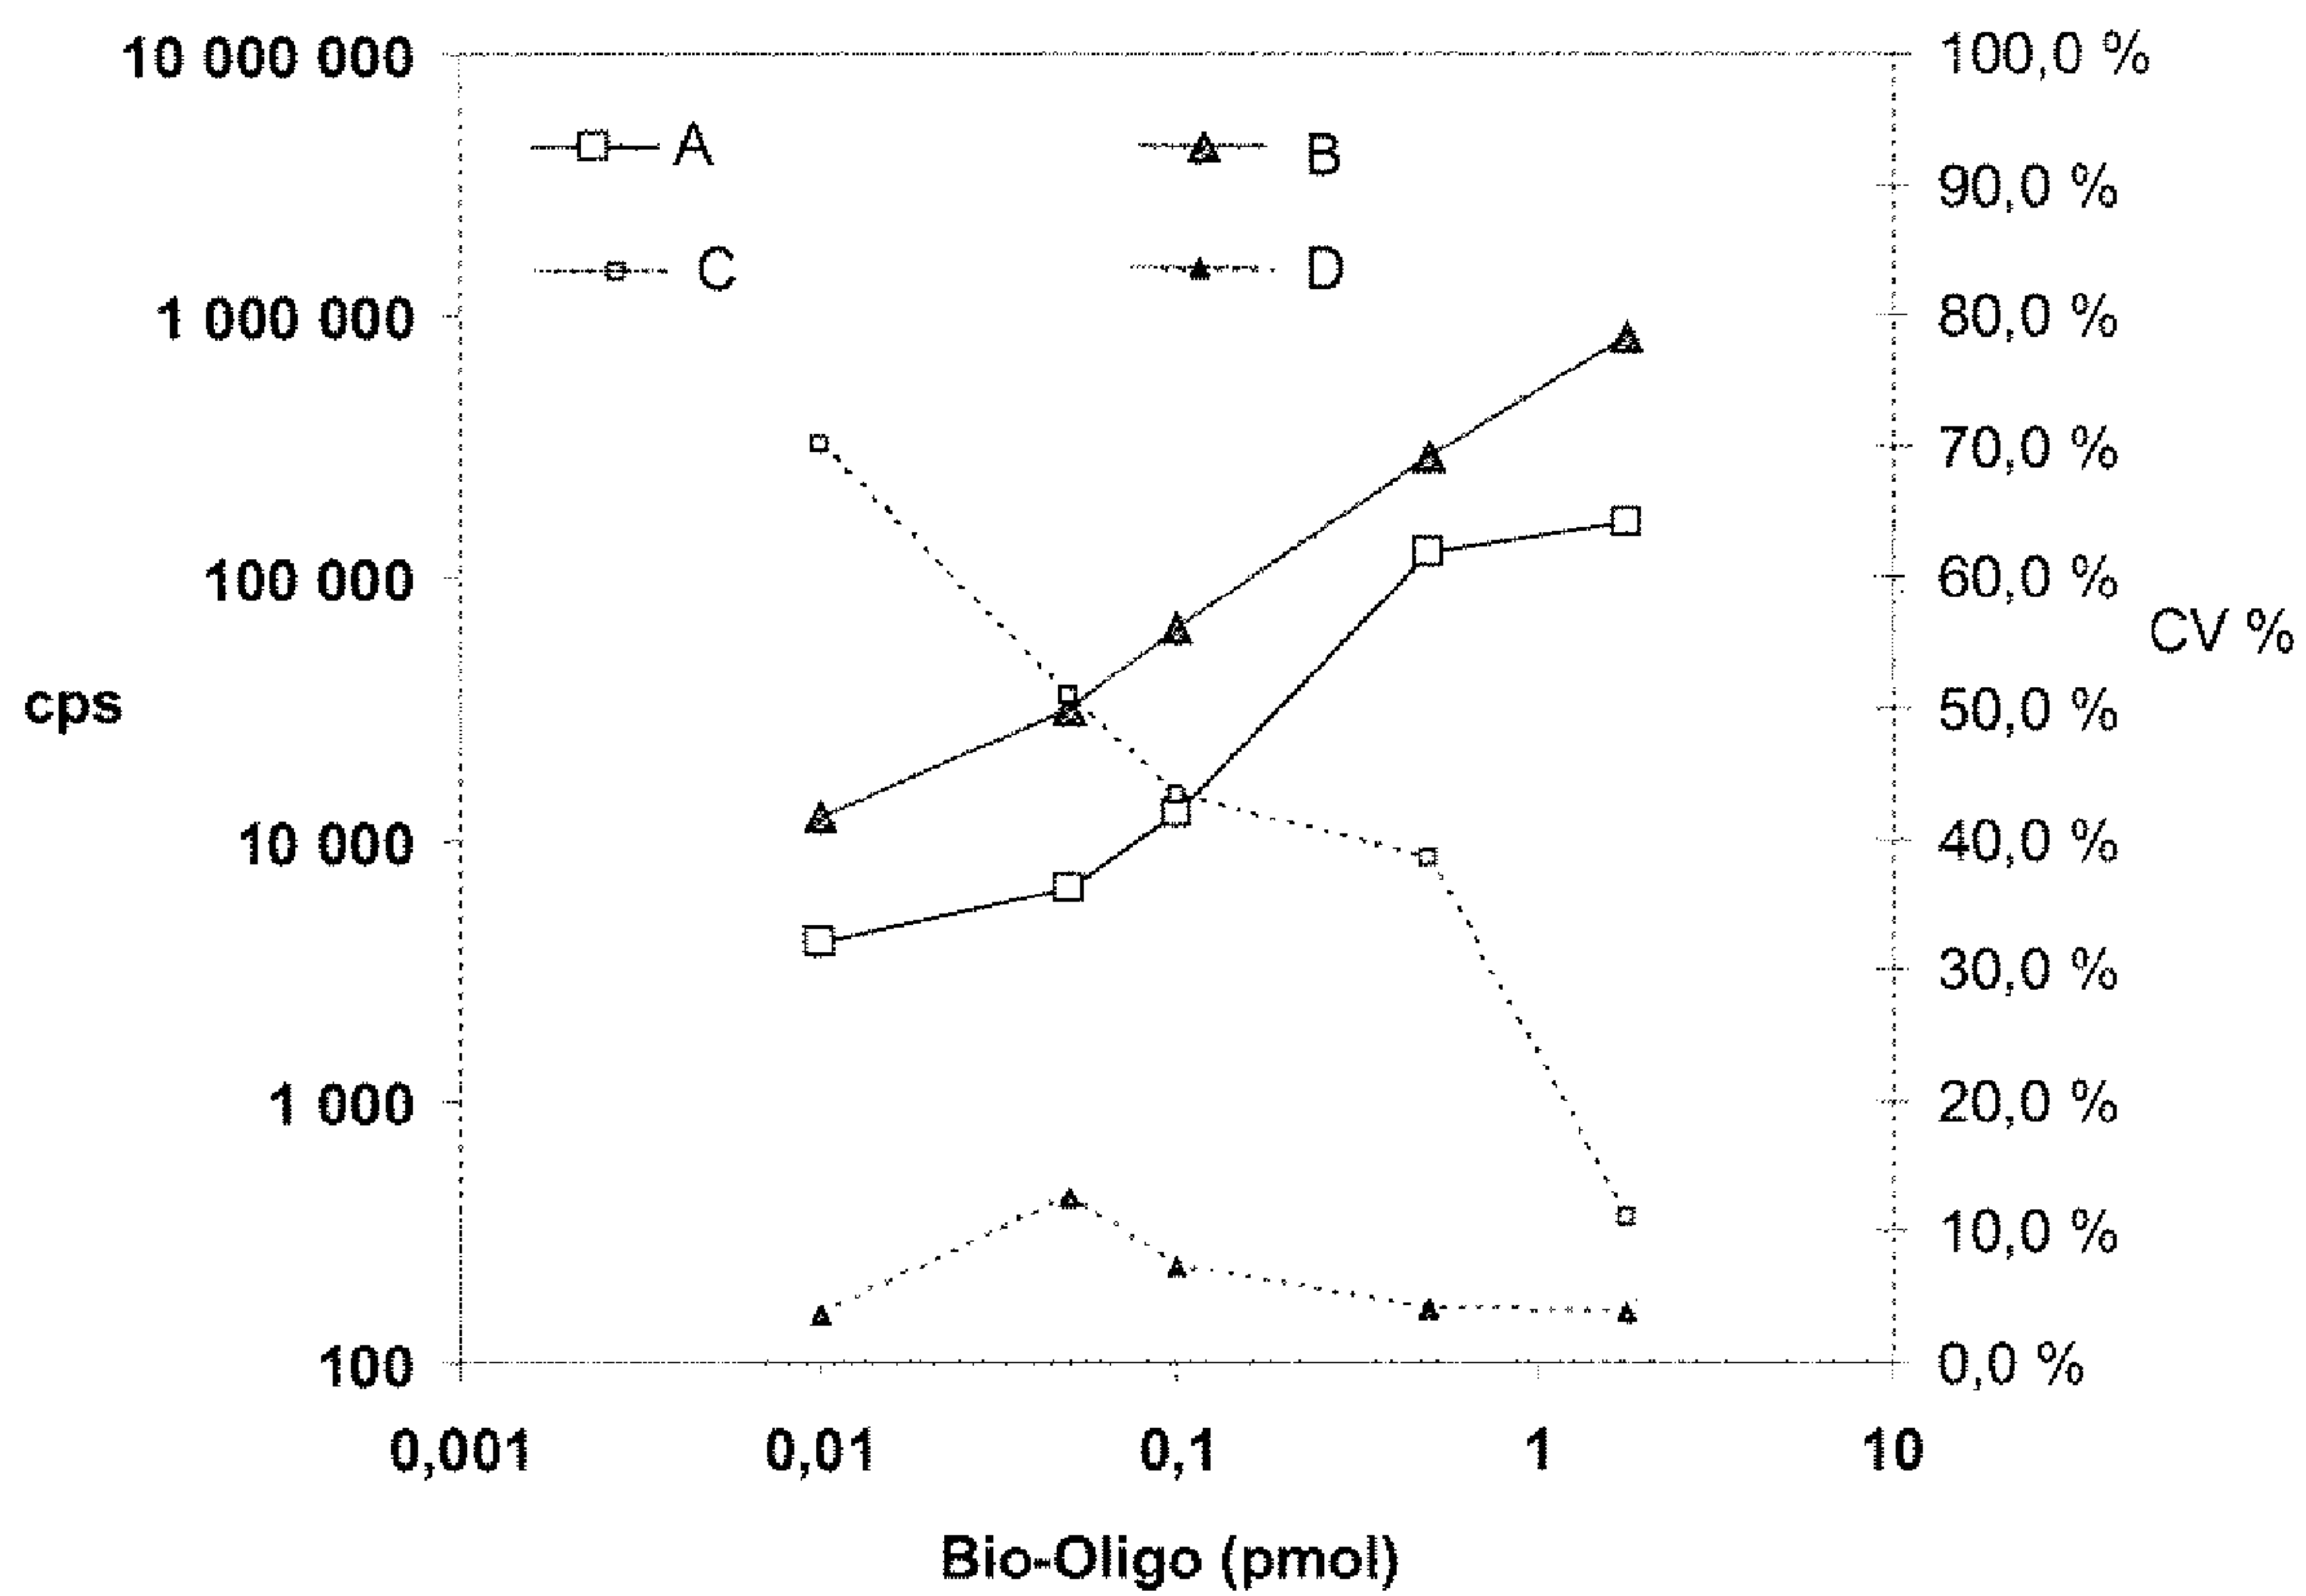 10 000 000
1 000 000
100 000
10 000
1 000
100
cps
A
B
C
D
100,0 %
90,0 %
80,0 %
70,0 %
60,0 %
50,0 %
40,0 %
30,0 %
20,0 %
10,0 %
0,0 %
CV %
0,001 0,01 0,1 1 10
Bio-Oligo (pmol)